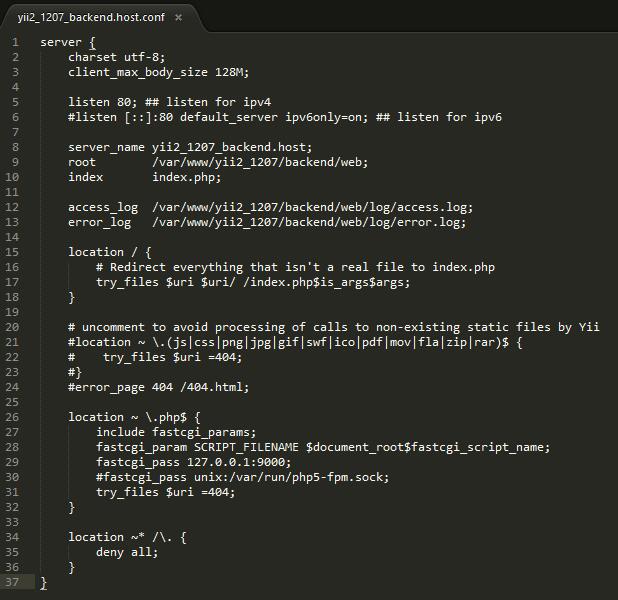 yii2_1207_backend.host.conf ×
1 server {
2     charset utf-8;
3     client_max_body_size 128M;
4
5     listen 80; ## listen for ipv4
6     #listen [::]:80 default_server ipv6only=on; ## listen for ipv6
7
8     server_name yii2_1207_backend.host;
9     root        /var/www/yii2_1207/backend/web;
10     index       index.php;
11
12     access_log  /var/www/yii2_1207/backend/web/log/access.log;
13     error_log   /var/www/yii2_1207/backend/web/log/error.log;
14
15     location / {
16         # Redirect everything that isn't a real file to index.php
17         try_files $uri $uri/ /index.php$is_args$args;
18     }
19
20     # uncomment to avoid processing of calls to non-existing static files by Yii
21     #location ~ \.(js|css|png|jpg|gif|swf|ico|pdf|mov|fla|zip|rar)$ {
22     #    try_files $uri =404;
23     #}
24     #error_page 404 /404.html;
25
26     location ~ \.php$ {
27         include fastcgi_params;
28         fastcgi_param SCRIPT_FILENAME $document_root$fastcgi_script_name;
29         fastcgi_pass 127.0.0.1:9000;
30         #fastcgi_pass unix:/var/run/php5-fpm.sock;
31         try_files $uri =404;
32     }
33
34     location ~* /\. {
35         deny all;
36     }
37 }